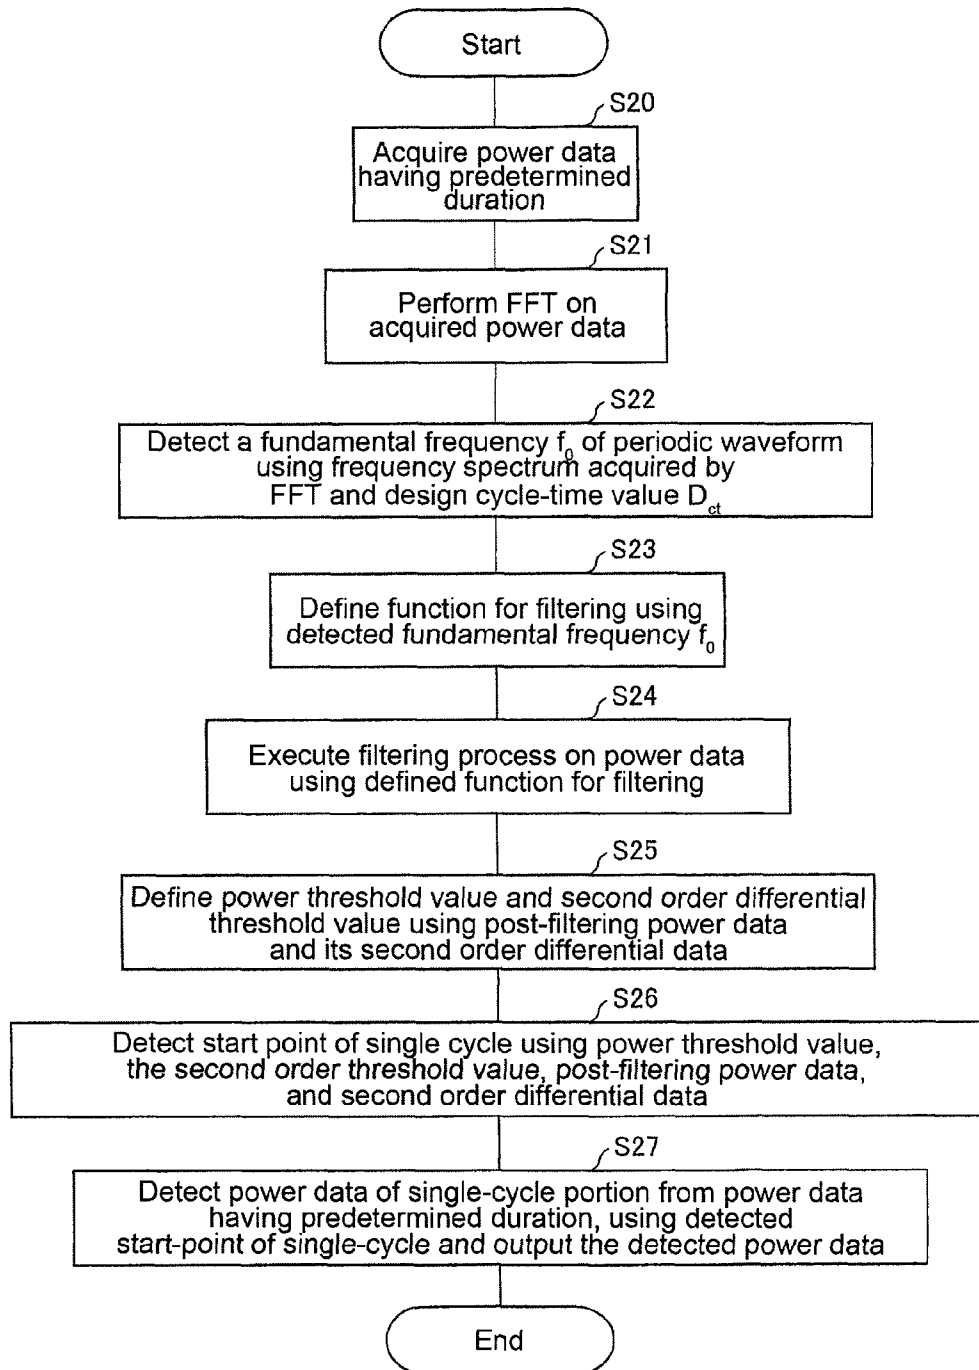 Start
S20
Acquire power data
having predetermined
duration
S21
Perform FFT on
acquired power data
S22
Detect a fundamental frequency f0 of periodic waveform
using frequency spectrum acquired by
FFT and design cycle-time value Dct
S23
Define function for filtering using
detected fundamental frequency f0
S24
Execute filtering process on power data
using defined function for filtering
S25
Define power threshold value and second order differential
threshold value using post-filtering power data
and its second order differential data
S26
Detect start point of single cycle using power threshold value,
the second order threshold value, post-filtering power data,
and second order differential data
S27
Detect power data of single-cycle portion from power data
having predetermined duration, using detected
start-point of single-cycle and output the detected power data
End